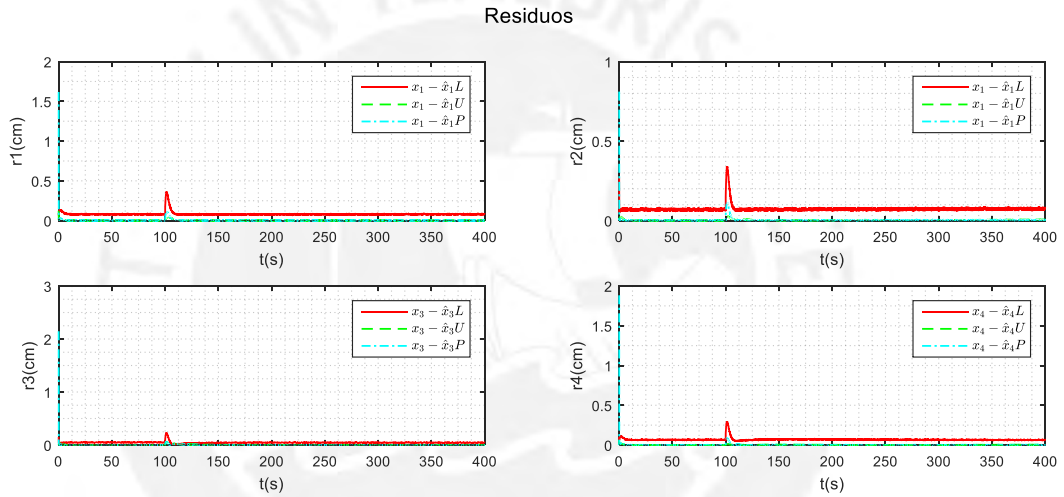 Residuos
r1(cm)
2
1.5
1
0.5
0
x₁ − x̂₁L
x₁ − x̂₁U
x₁ − x̂₁P
0 50 100 150 200 250 300 350 400
t(s)
r2(cm)
1
0.5
0
x₁ − x̂₁L
x₁ − x̂₁U
x₁ − x̂₁P
0 50 100 150 200 250 300 350 400
t(s)
r3(cm)
3
2
1
0
x₃ − x̂₃L
x₃ − x̂₃U
x₃ − x̂₃P
0 50 100 150 200 250 300 350 400
t(s)
r4(cm)
2
1.5
1
0.5
0
x₄ − x̂₄L
x₄ − x̂₄U
x₄ − x̂₄P
0 50 100 150 200 250 300 350 400
t(s)